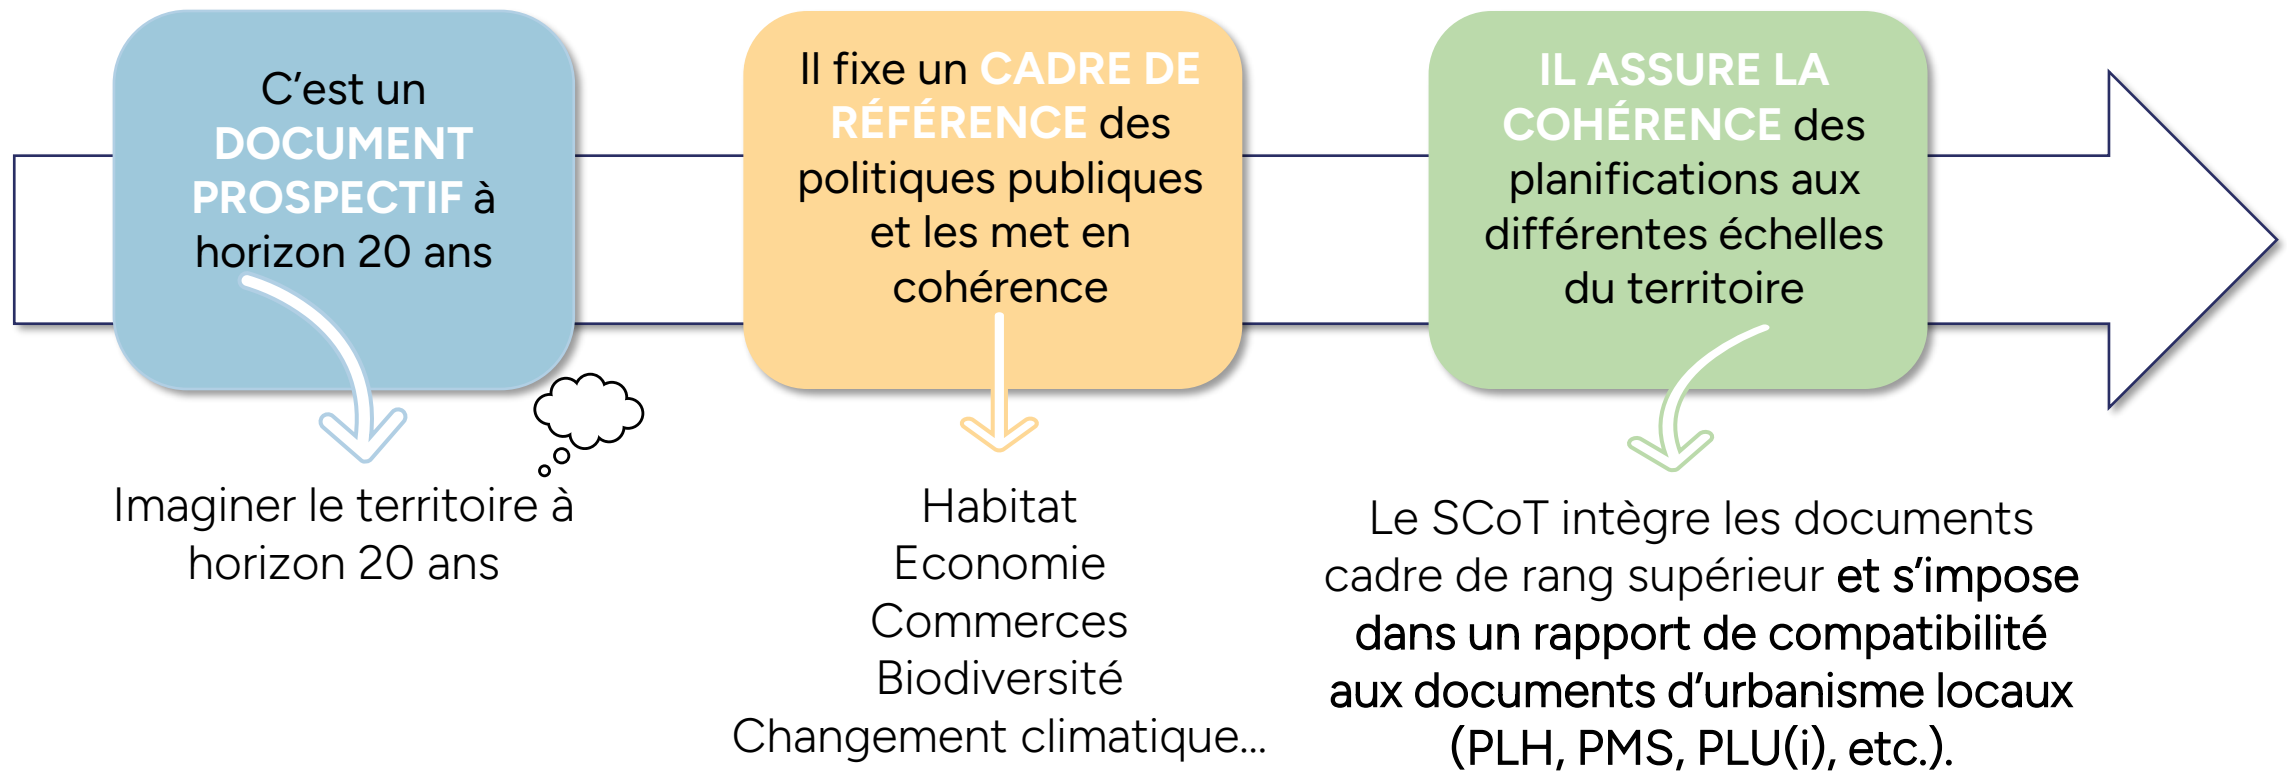 C’est un
DOCUMENT
PROSPECTIF à
horizon 20 ans
Imaginer le territoire à
horizon 20 ans
Il fixe un CADRE DE
RÉFÉRENCE des
politiques publiques
et les met en
cohérence
Habitat
Economie
Commerces
Biodiversité
Changement climatique...
IL ASSURE LA
COHÉRENCE des
planifications aux
différentes échelles
du territoire
Le SCoT intègre les documents
cadre de rang supérieur et s’impose
dans un rapport de compatibilité
aux documents d’urbanisme locaux
(PLH, PMS, PLU(i), etc.).